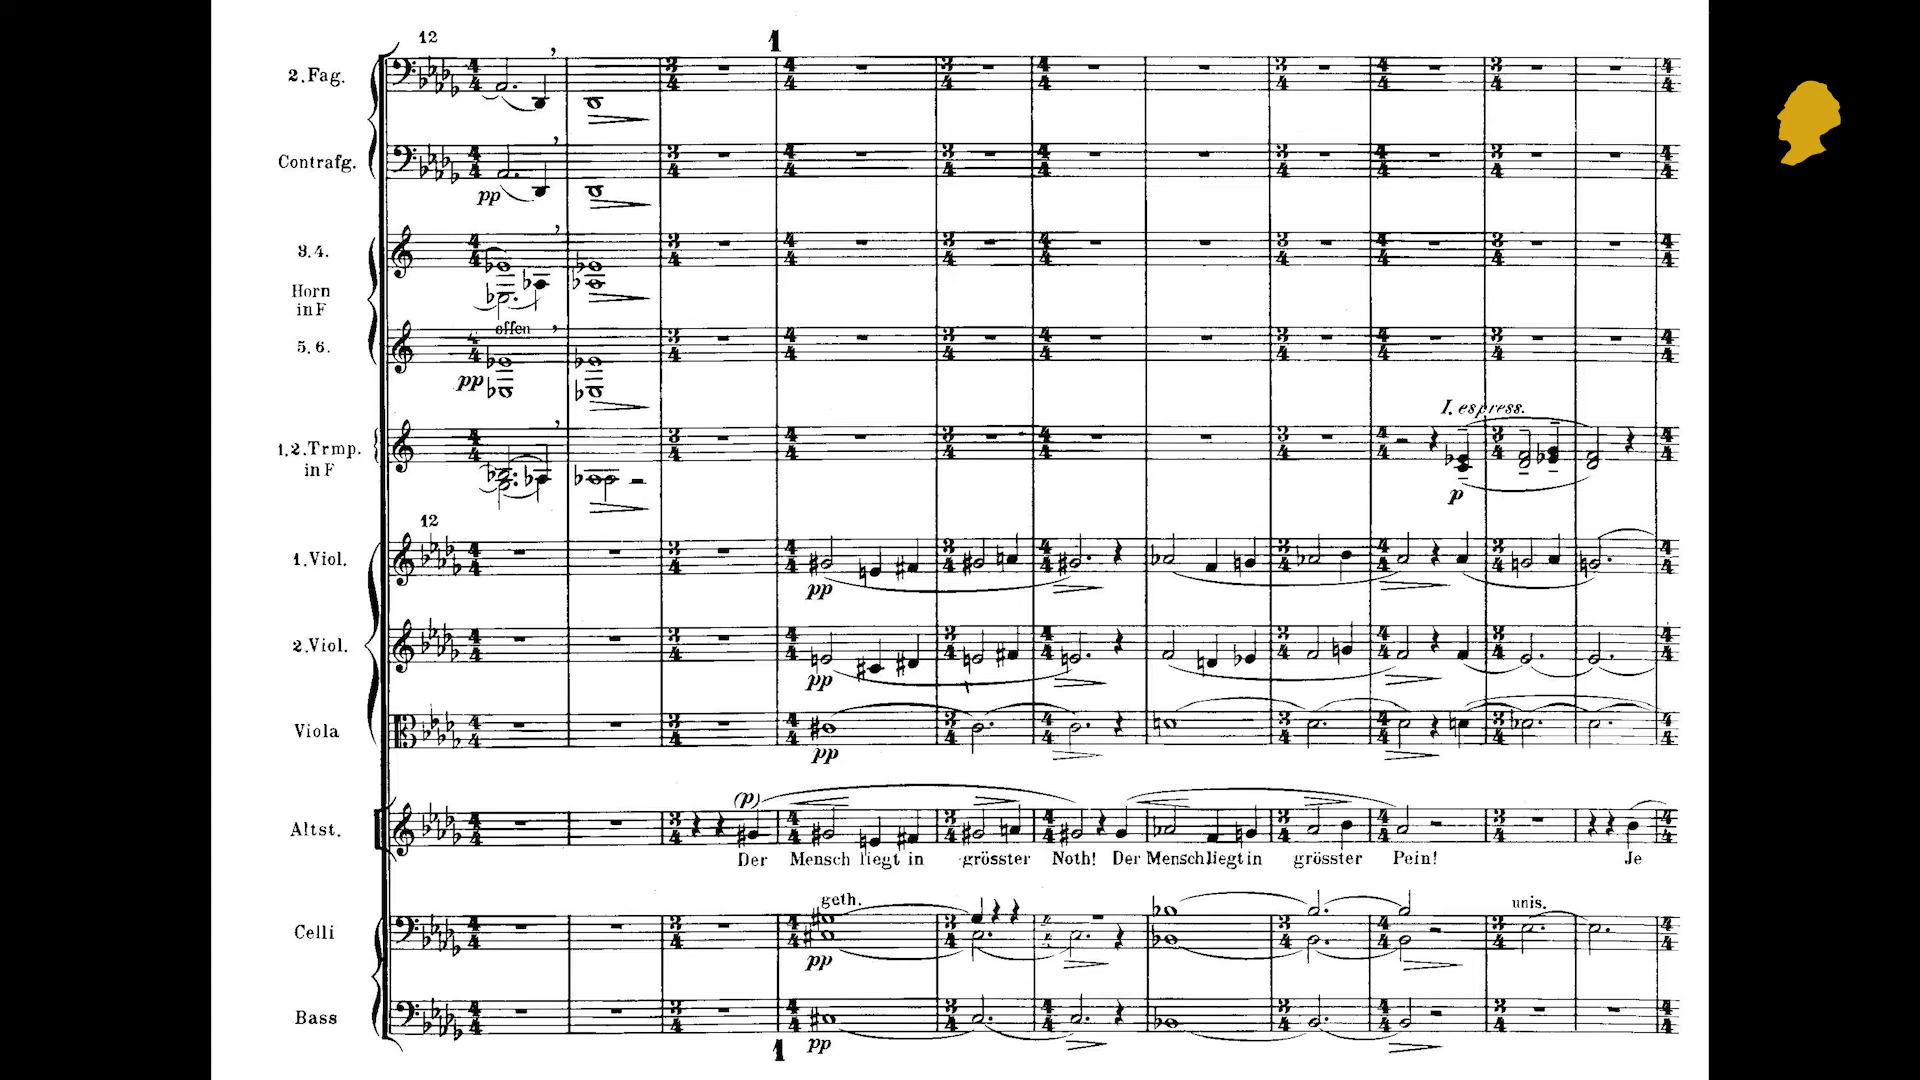 12
1
2.Fag.
Contrafg.
pp
3.4.
Horn
in F
offen
5.6.
pp
I. espress.
1.2.Trmp.
in F
p
12
1.Viol.
pp
2.Viol.
pp
Viola
pp
(p)
Altst.
Der Mensch liegt in grösster Noth! Der Mensch liegt in grösster Pein! Je
geth. unis.
Celli
pp
Bass
pp
1